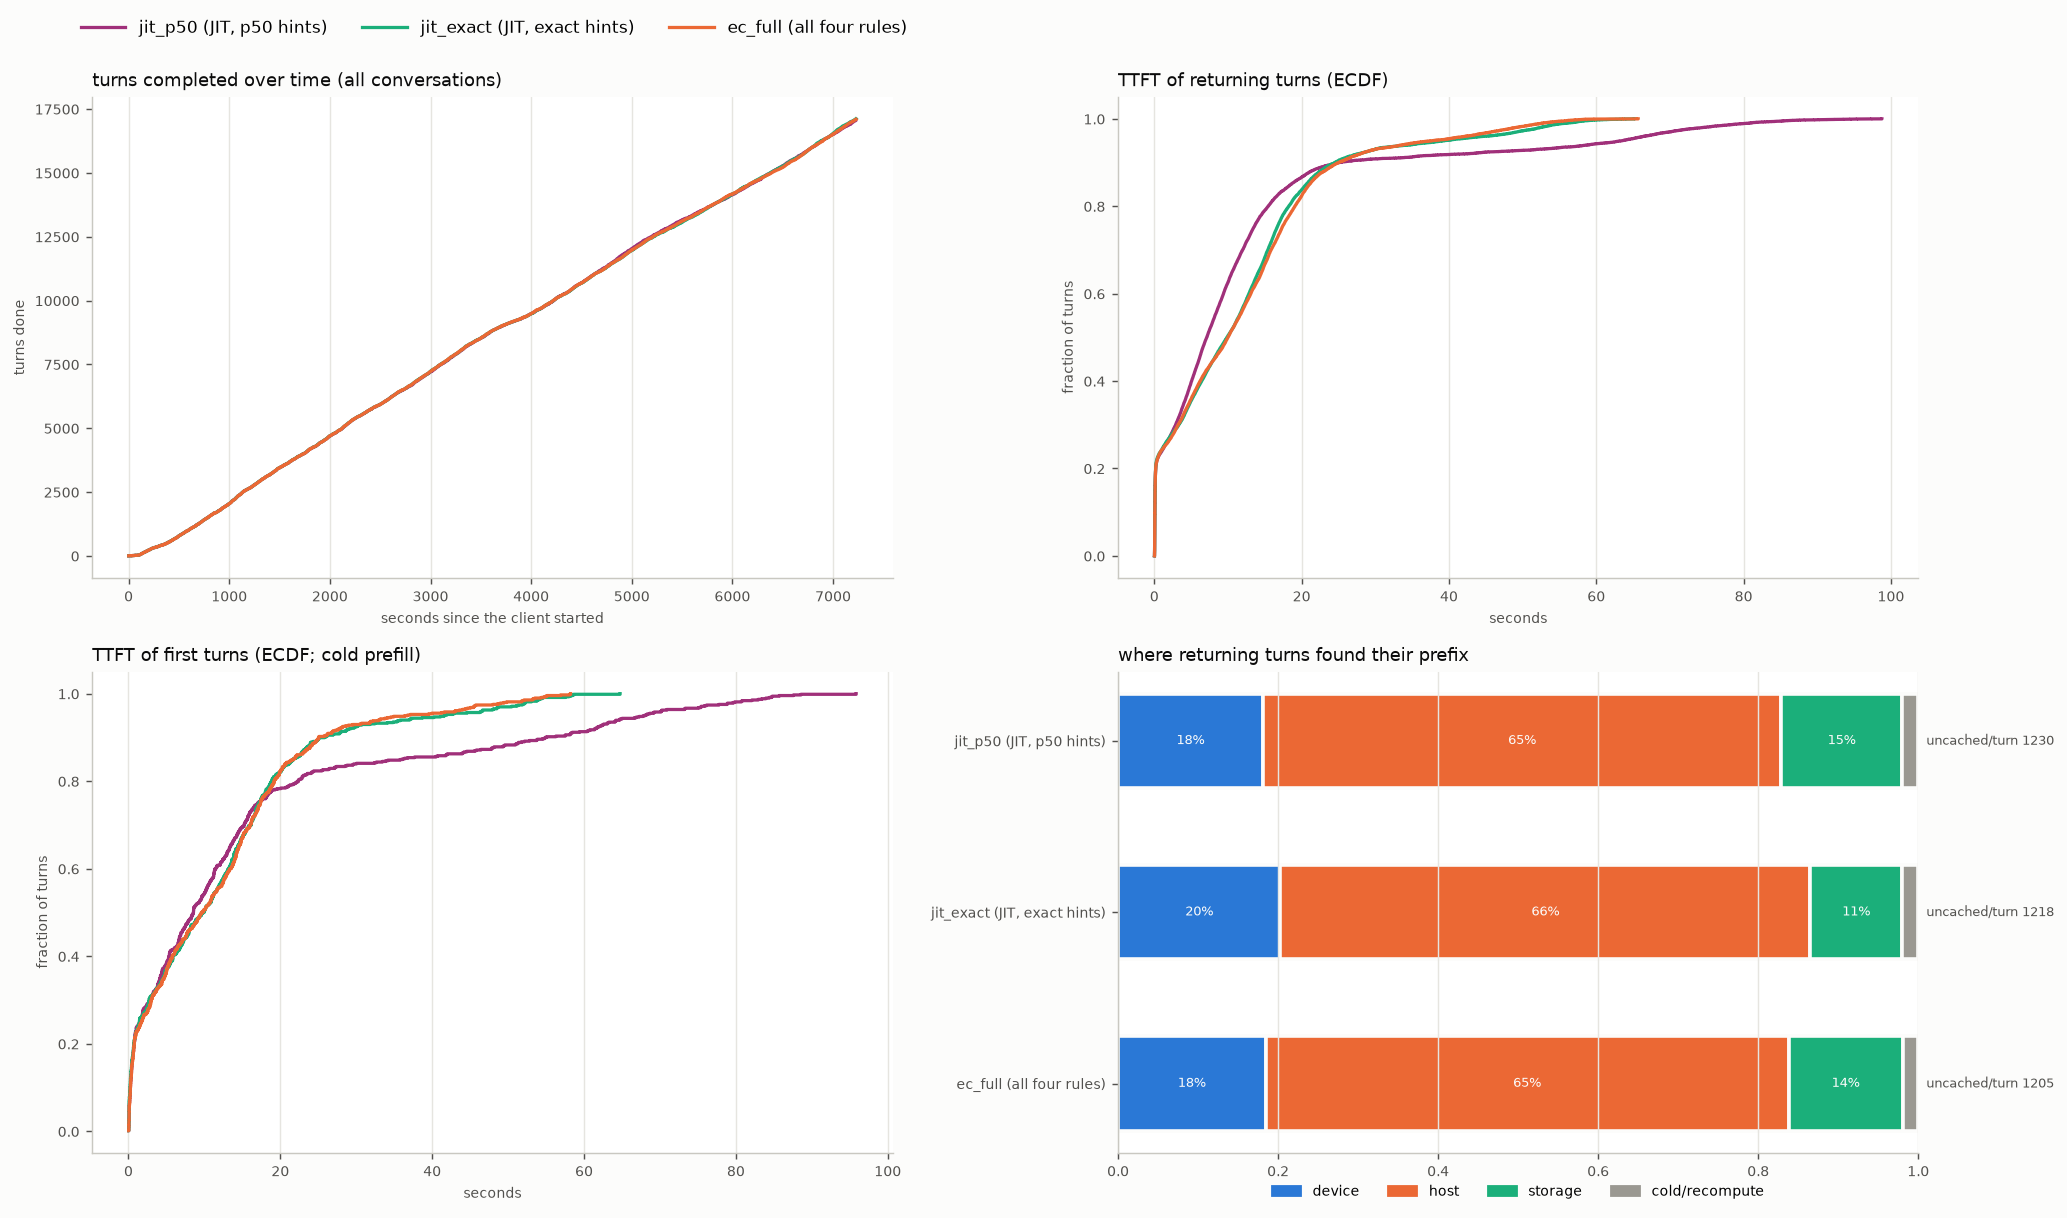 jit_p50 (JIT, p50 hints) jit_exact (JIT, exact hints) ec_full (all four rules)
turns completed over time (all conversations)
17500
15000
12500
10000
7500
5000
2500
0
turns done
0 1000 2000 3000 4000 5000 6000 7000
seconds since the client started
TTFT of returning turns (ECDF)
1.0
0.8
0.6
0.4
0.2
0.0
fraction of turns
0 20 40 60 80 100
seconds
TTFT of first turns (ECDF; cold prefill)
1.0
0.8
0.6
0.4
0.2
0.0
fraction of turns
0 20 40 60 80 100
seconds
where returning turns found their prefix
jit_p50 (JIT, p50 hints) 18% 65% 15% uncached/turn 1230
jit_exact (JIT, exact hints) 20% 66% 11% uncached/turn 1218
ec_full (all four rules) 18% 65% 14% uncached/turn 1205
0.0 0.2 0.4 0.6 0.8 1.0
device host storage cold/recompute